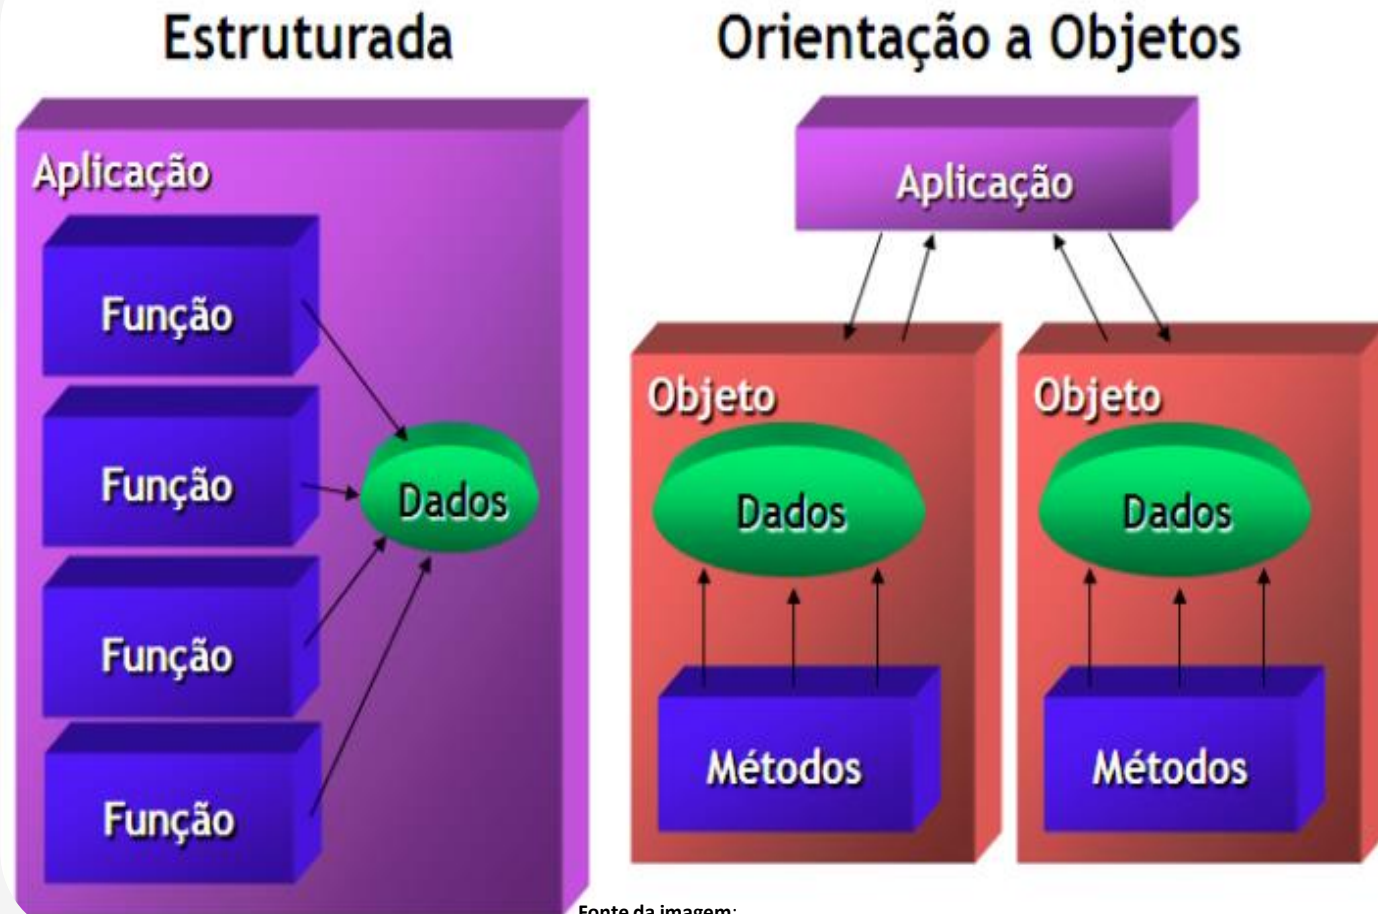 Estruturada
Aplicação
Função
Função
Função
Função
Dados
Orientação a Objetos
Aplicação
Objeto
Dados
Métodos
Objeto
Dados
Métodos
Fonte da imagem: